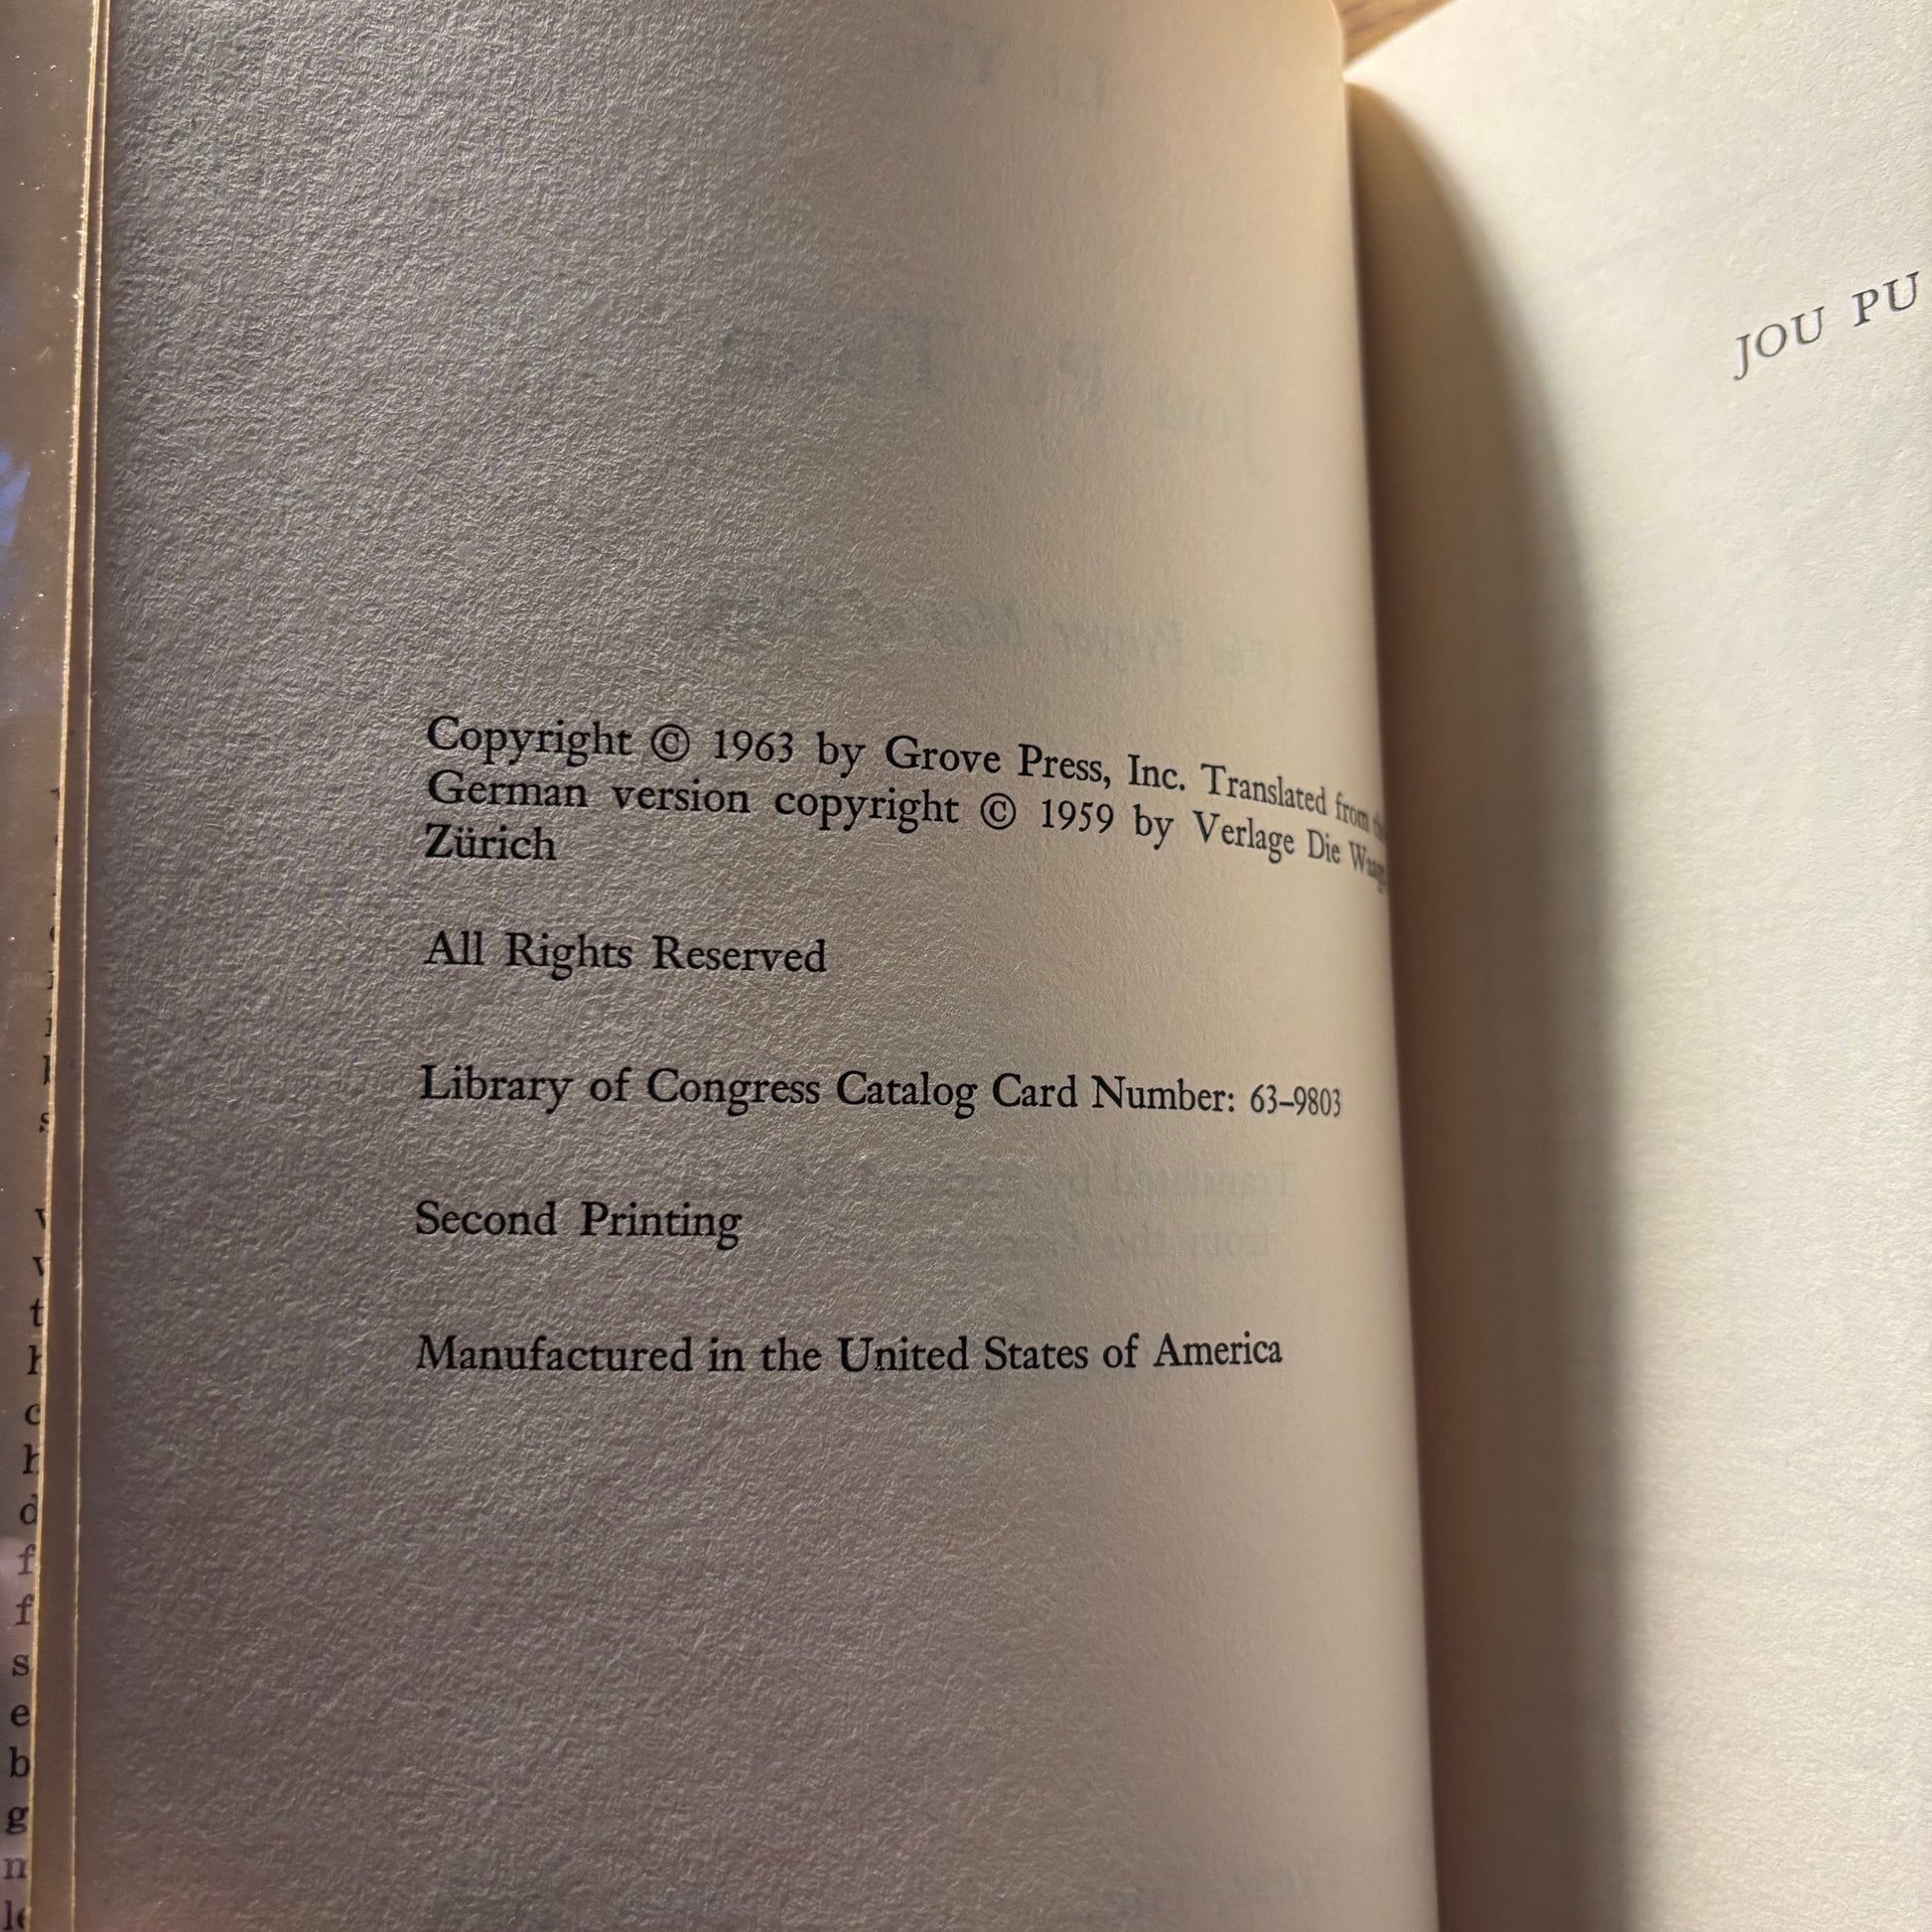 Copyright © 1963 by Grove Press, Inc. Translated from
German version copyright © 1959 by Verlage Die Waage
Zürich
All Rights Reserved
Library of Congress Catalog Card Number: 63–9803
Second Printing
Manufactured in the United States of America
JOU PU